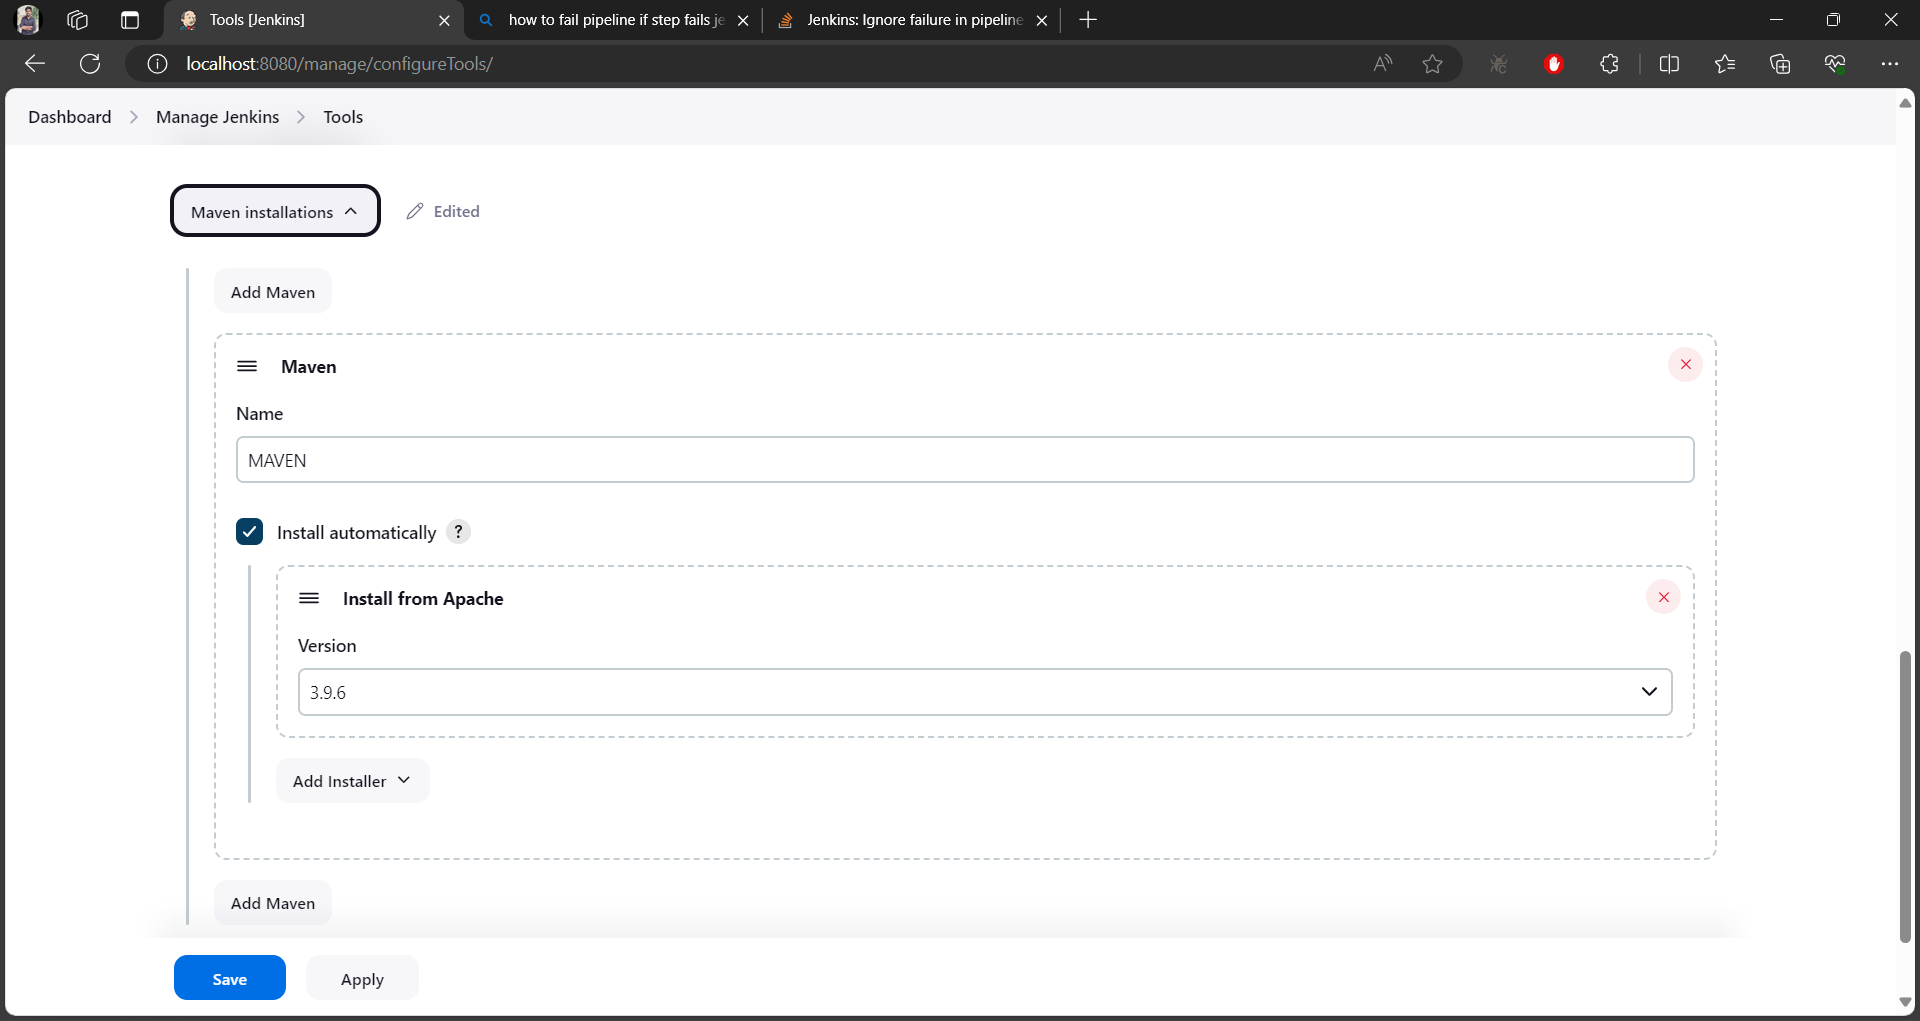 Tools [Jenkins]
how to fail pipeline if step fails je
Jenkins: Ignore failure in pipeline
localhost:8080/manage/configureTools/
Dashboard
Manage Jenkins
Tools
Maven installations
Edited
Add Maven
Maven
Name
MAVEN
Install automatically ?
Install from Apache
Version
3.9.6
Add Installer
Add Maven
Save
Apply